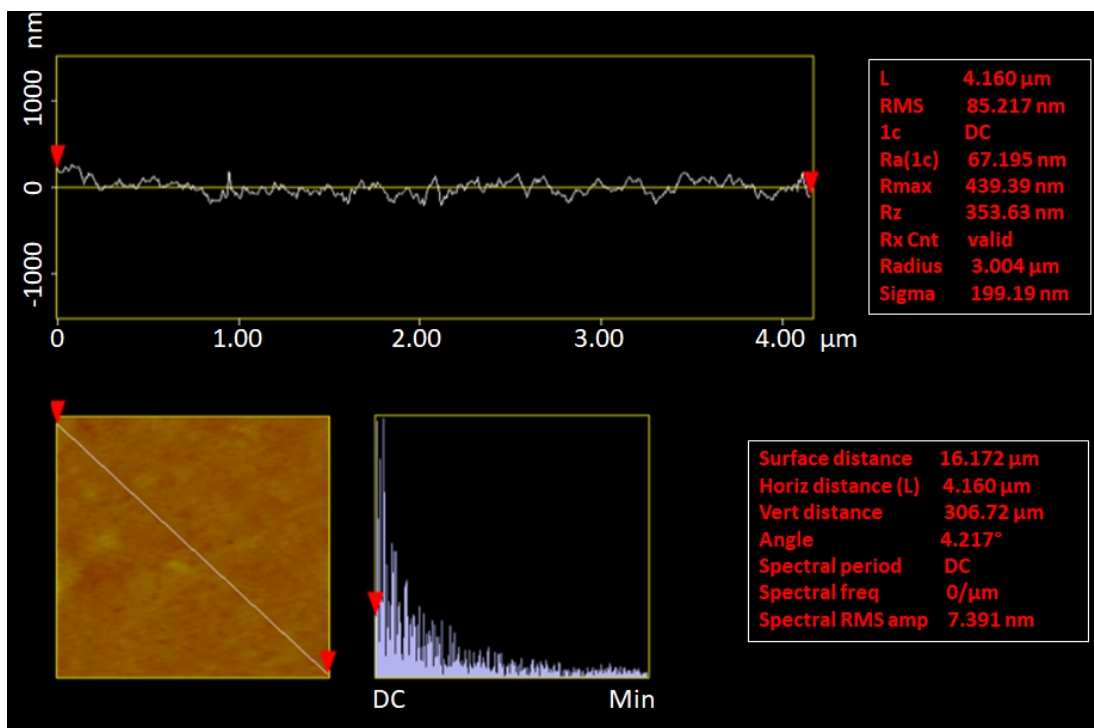 nm
1000
0
-1000
0 1.00 2.00 3.00 4.00 μm
L 4.160 μm
RMS 85.217 nm
1c DC
Ra(1c) 67.195 nm
Rmax 439.39 nm
Rz 353.63 nm
Rx Cnt valid
Radius 3.004 μm
Sigma 199.19 nm
DC Min
Surface distance 16.172 μm
Horiz distance (L) 4.160 μm
Vert distance 306.72 μm
Angle 4.217°
Spectral period DC
Spectral freq 0/μm
Spectral RMS amp 7.391 nm